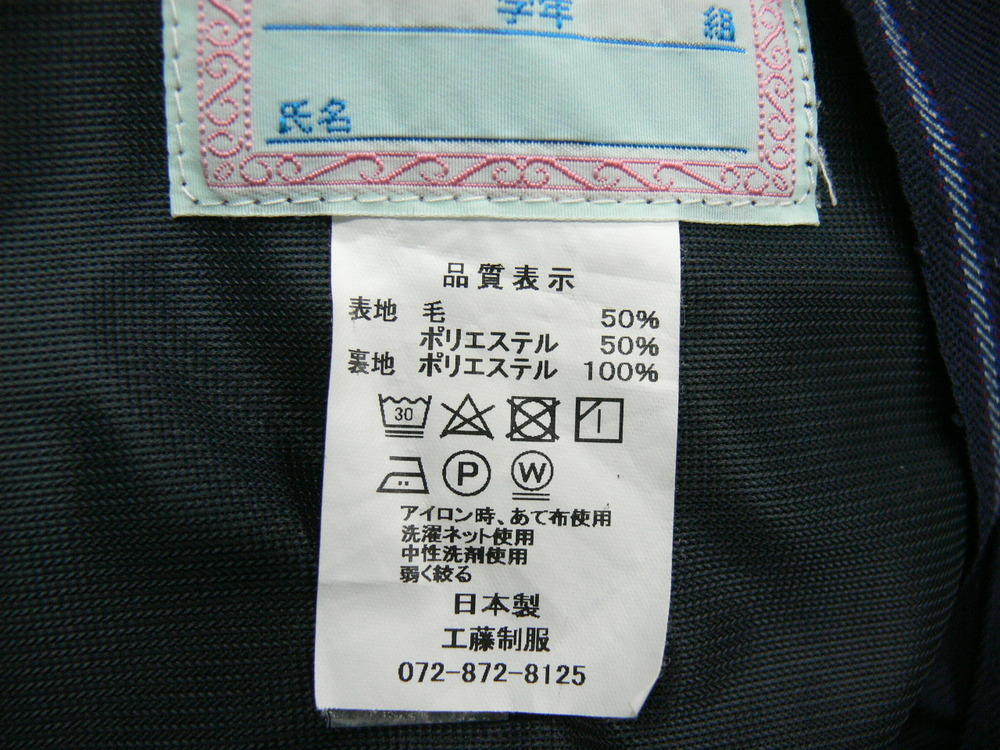 学年 組
氏名
品質表示
表地 毛 50%
ポリエステル 50%
裏地 ポリエステル 100%
30
P W
アイロン時、あて布使用
洗濯ネット使用
中性洗剤使用
弱く絞る
日本製
工藤制服
072-872-8125